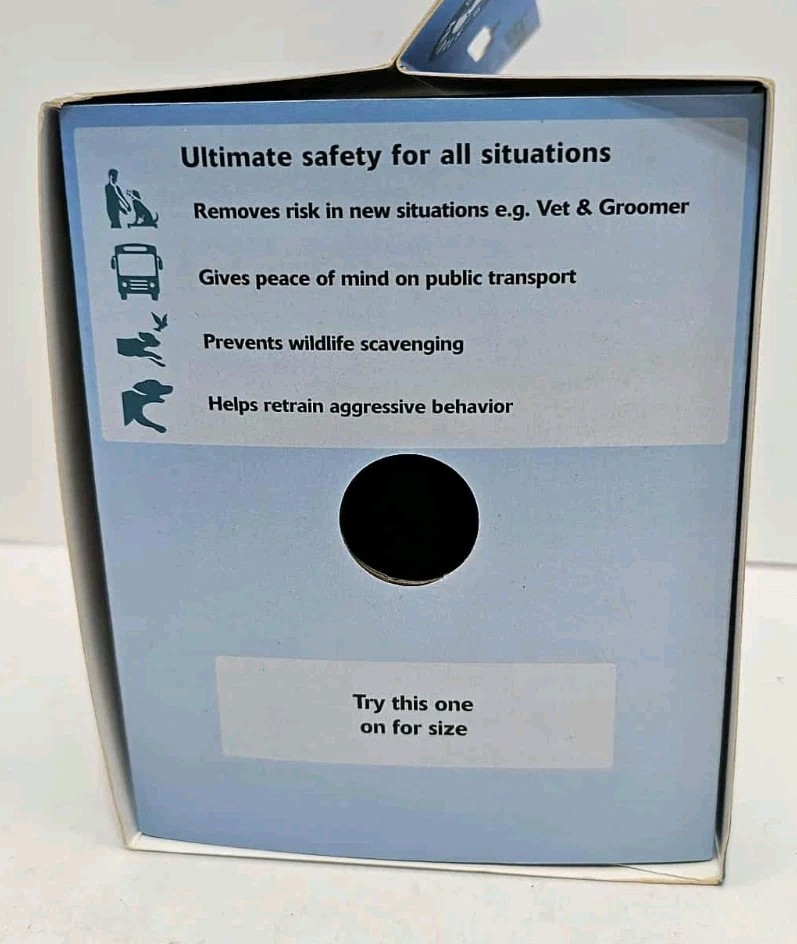 Ultimate safety for all situations
Removes risk in new situations e.g. Vet & Groomer
Gives peace of mind on public transport
Prevents wildlife scavenging
Helps retrain aggressive behavior
Try this one
on for size